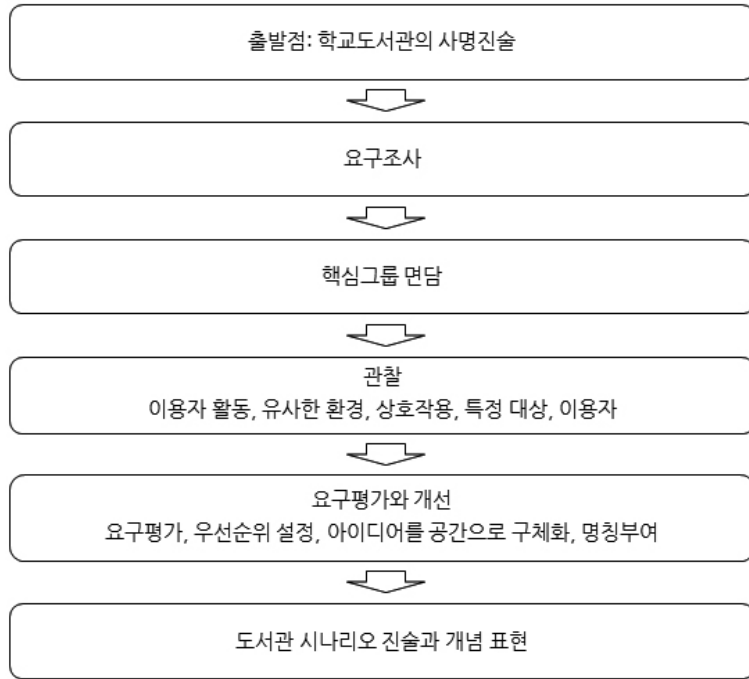 출발점: 학교도서관의 사명진술
요구조사
핵심그룹 면담
관찰
이용자 활동, 유사한 환경, 상호작용, 특정 대상, 이용자
요구평가와 개선
요구평가, 우선순위 설정, 아이디어를 공간으로 구체화, 명칭부여
도서관 시나리오 진술과 개념 표현